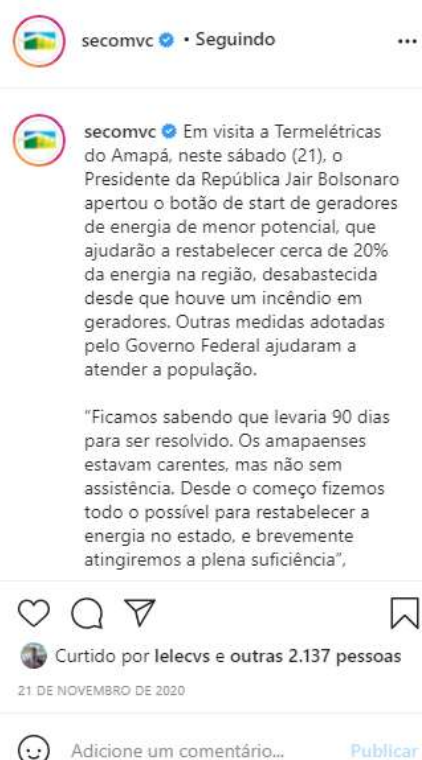 secomvc • Seguindo
secomvc Em visita a Termelétricas
do Amapá, neste sábado (21), o
Presidente da República Jair Bolsonaro
apertou o botão de start de geradores
de energia de menor potencial, que
ajudarão a restabelecer cerca de 20%
da energia na região, desabastecida
desde que houve um incêndio em
geradores. Outras medidas adotadas
pelo Governo Federal ajudaram a
atender a população.
“Ficamos sabendo que levaria 90 dias
para ser resolvido. Os amapaenses
estavam carentes, mas não sem
assistência. Desde o começo fizemos
todo o possível para restabelecer a
energia no estado, e brevemente
atingiremos a plena suficiência”,
Curtido por lelecvs e outras 2.137 pessoas
21 DE NOVEMBRO DE 2020
Adicione um comentário... Publicar